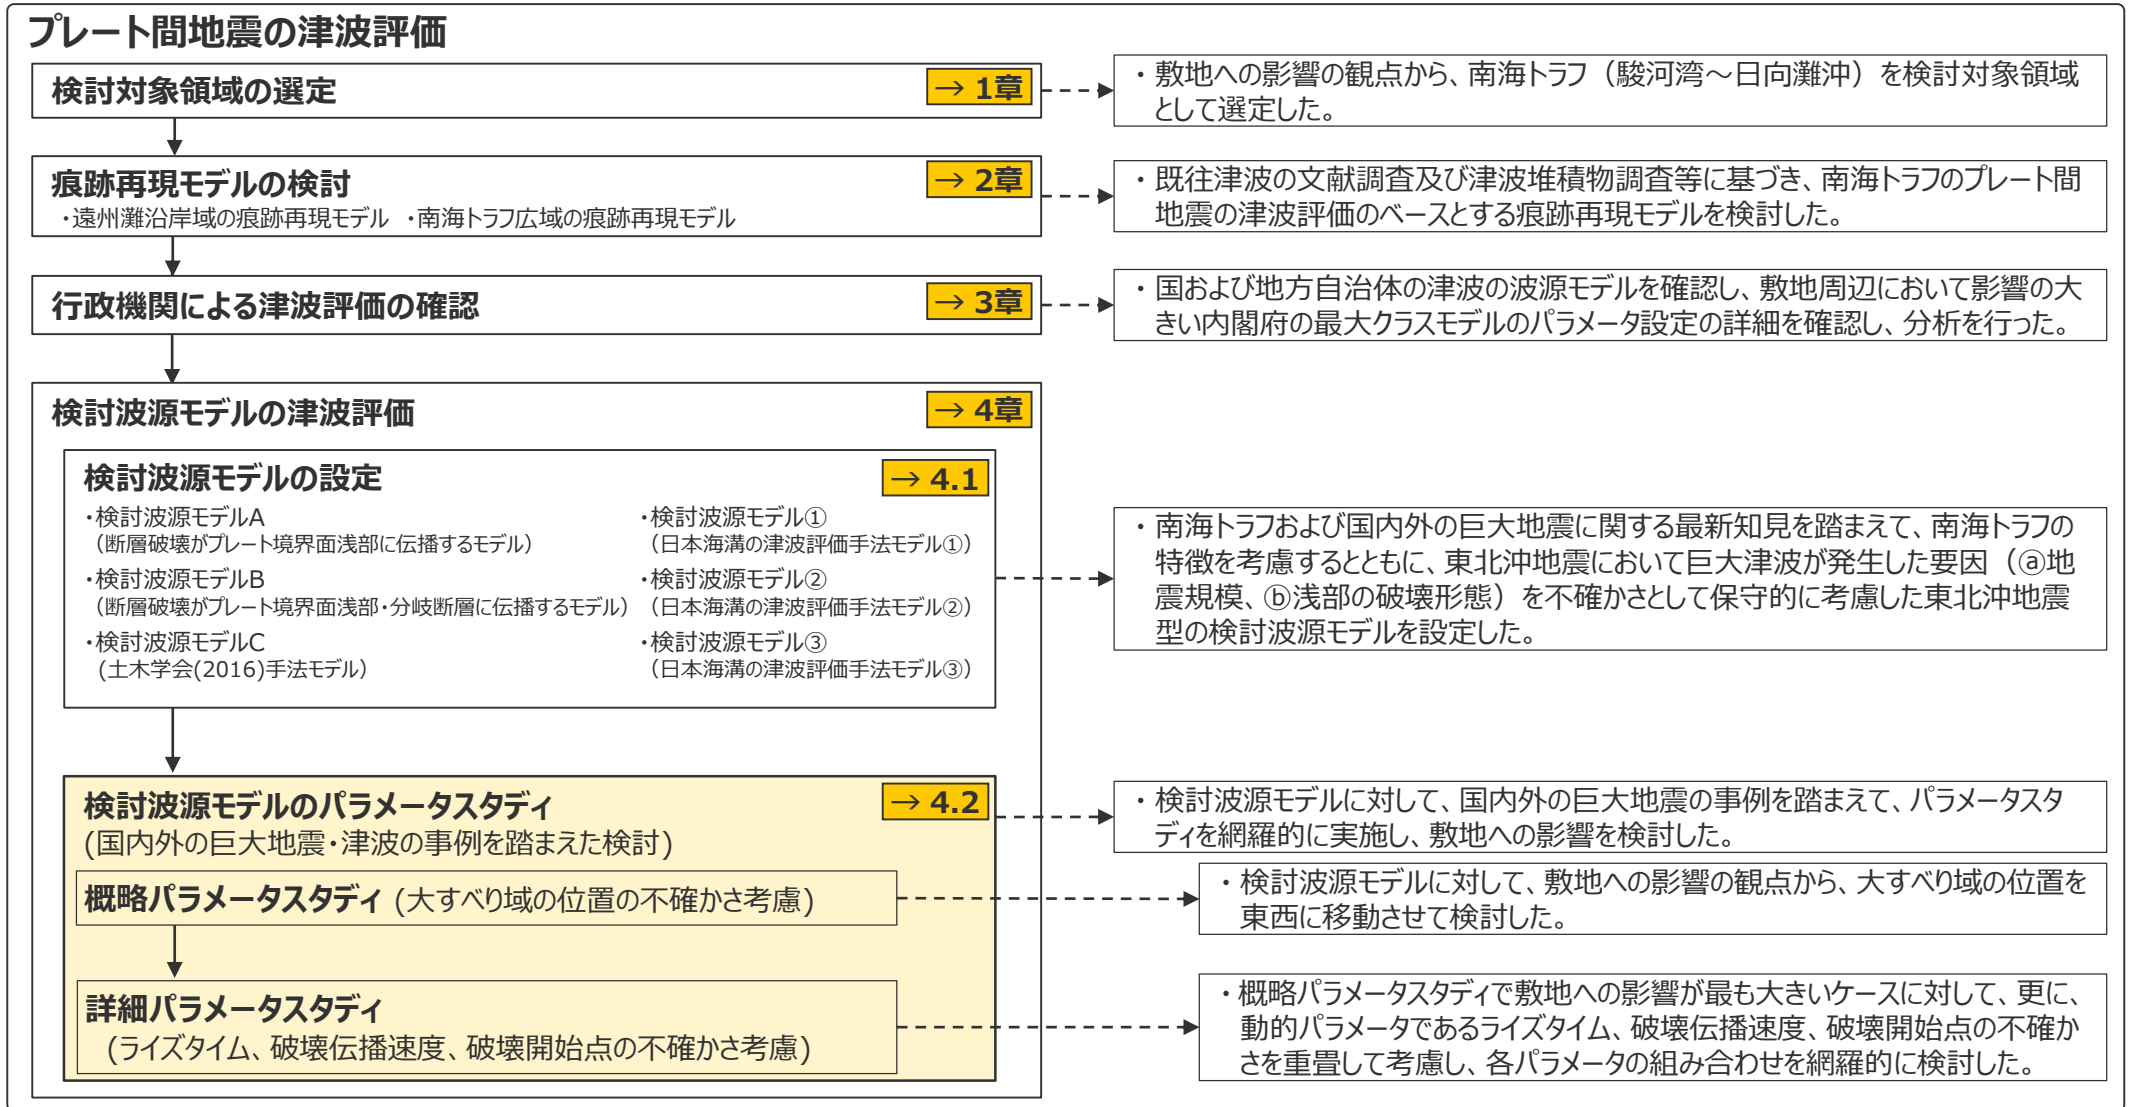 プレート間地震の津波評価
検討対象領域の選定
→ 1章
・敷地への影響の観点から、南海トラフ（駿河湾～日向灘沖）を検討対象領域
として選定した。
痕跡再現モデルの検討
→ 2章
・遠州灘沿岸域の痕跡再現モデル ・南海トラフ広域の痕跡再現モデル
・既往津波の文献調査及び津波堆積物調査等に基づき、南海トラフのプレート間
地震の津波評価のベースとする痕跡再現モデルを検討した。
行政機関による津波評価の確認
→ 3章
・国および地方自治体の津波の波源モデルを確認し、敷地周辺において影響の大
きい内閣府の最大クラスモデルのパラメータ設定の詳細を確認し、分析を行った。
検討波源モデルの津波評価
→ 4章
検討波源モデルの設定
→ 4.1
・検討波源モデルA
（断層破壊がプレート境界面浅部に伝播するモデル）
・検討波源モデルB
（断層破壊がプレート境界面浅部・分岐断層に伝播するモデル）
・検討波源モデルC
(土木学会(2016)手法モデル）
・検討波源モデル①
（日本海溝の津波評価手法モデル①）
・検討波源モデル②
（日本海溝の津波評価手法モデル②）
・検討波源モデル③
（日本海溝の津波評価手法モデル③）
・南海トラフおよび国内外の巨大地震に関する最新知見を踏まえて、南海トラフの
特徴を考慮するとともに、東北沖地震において巨大津波が発生した要因（ⓐ地
震規模、ⓑ浅部の破壊形態）を不確かさとして保守的に考慮した東北沖地震
型の検討波源モデルを設定した。
検討波源モデルのパラメータスタディ
→ 4.2
(国内外の巨大地震・津波の事例を踏まえた検討)
・検討波源モデルに対して、国内外の巨大地震の事例を踏まえて、パラメータスタ
ディを網羅的に実施し、敷地への影響を検討した。
概略パラメータスタディ (大すべり域の位置の不確かさ考慮)
・検討波源モデルに対して、敷地への影響の観点から、大すべり域の位置を
東西に移動させて検討した。
詳細パラメータスタディ
(ライズタイム、破壊伝播速度、破壊開始点の不確かさ考慮)
・概略パラメータスタディで敷地への影響が最も大きいケースに対して、更に、
動的パラメータであるライズタイム、破壊伝播速度、破壊開始点の不確か
さを重畳して考慮し、各パラメータの組み合わせを網羅的に検討した。